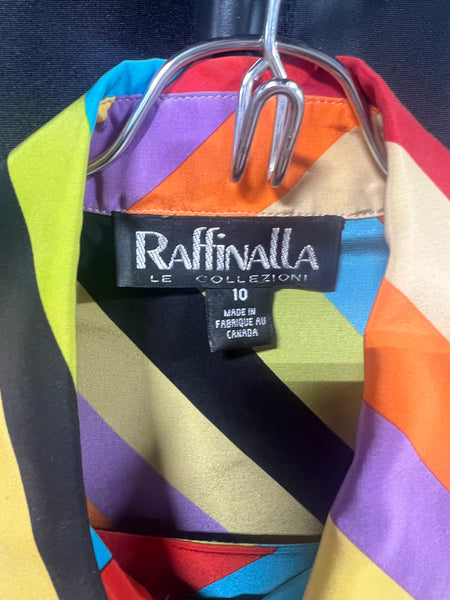 Raffinalla
LE COLLEZIONI
10
MADE IN
FABRIQUE AU
CANADA